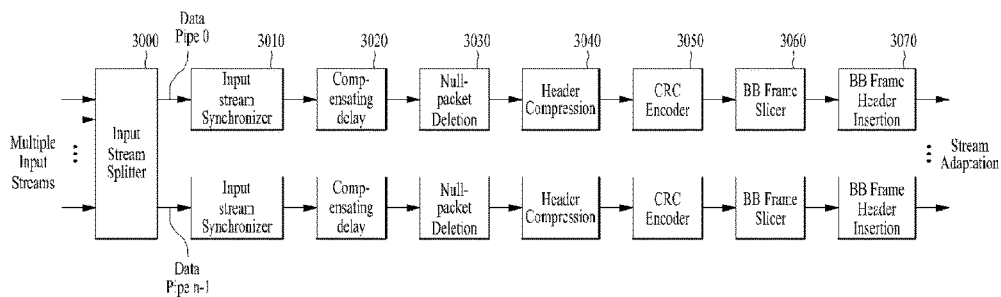 Data
Pipe 0
3000
3010
3020
3030
3040
3050
3060
3070
Multiple
Input
Streams
Input
Stream
Splitter
Input
stream
Synchronizer
Comp-
ensating
delay
Null-
packet
Deletion
Header
Compression
CRC
Encoder
BB Frame
Slicer
BB Frame
Header
Insertion
Stream
Adaptation
Input
stream
Synchronizer
Comp-
ensating
delay
Null-
packet
Deletion
Header
Compression
CRC
Encoder
BB Frame
Slicer
BB Frame
Header
Insertion
Data
Pipe n-1